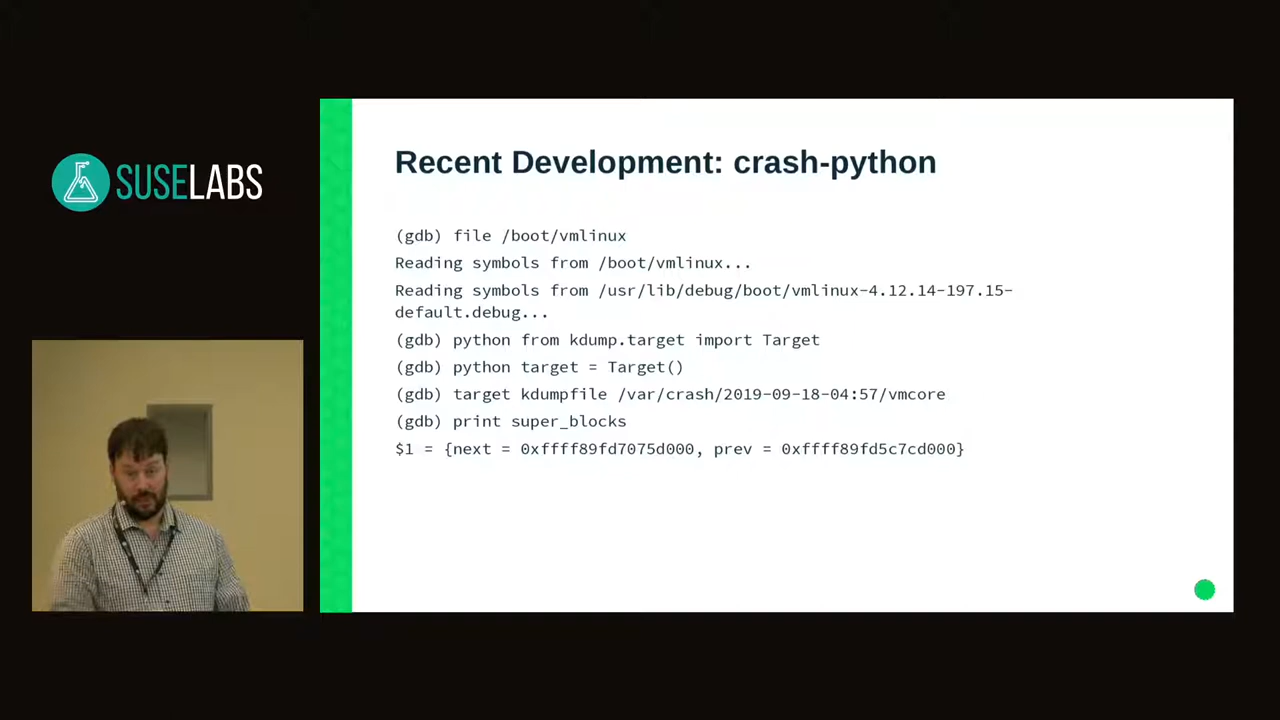 SUSELABS
Recent Development: crash-python
(gdb) file /boot/vmlinux
Reading symbols from /boot/vmlinux...
Reading symbols from /usr/lib/debug/boot/vmlinux-4.12.14-197.15-
default.debug...
(gdb) python from kdump.target import Target
(gdb) python target = Target()
(gdb) target kdumpfile /var/crash/2019-09-18-04:57/vmcore
(gdb) print super_blocks
$1 = {next = 0xffff89fd7075d000, prev = 0xffff89fd5c7cd000}